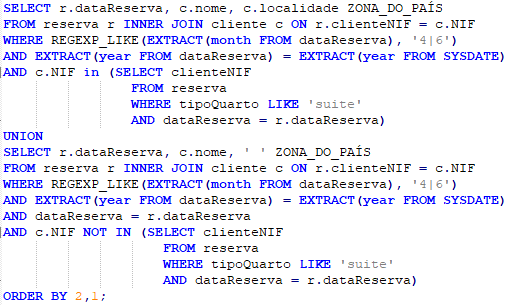 SELECT r.dataReserva, c.nome, c.localidade ZONA_DO_PAÍS
FROM reserva r INNER JOIN cliente c ON r.clienteNIF = c.NIF
WHERE REGEXP_LIKE(EXTRACT(month FROM dataReserva), '4|6')
AND EXTRACT(year FROM dataReserva) = EXTRACT(year FROM SYSDATE)
AND c.NIF in (SELECT clienteNIF
FROM reserva
WHERE tipoQuarto LIKE 'suite'
AND dataReserva = r.dataReserva)
UNION
SELECT r.dataReserva, c.nome, ' ' ZONA_DO_PAÍS
FROM reserva r INNER JOIN cliente c ON r.clienteNIF = c.NIF
WHERE REGEXP_LIKE(EXTRACT(month FROM dataReserva), '4|6')
AND EXTRACT(year FROM dataReserva) = EXTRACT(year FROM SYSDATE)
AND dataReserva = r.dataReserva
AND c.NIF NOT IN (SELECT clienteNIF
FROM reserva
WHERE tipoQuarto LIKE 'suite'
AND dataReserva = r.dataReserva)
ORDER BY 2,1;